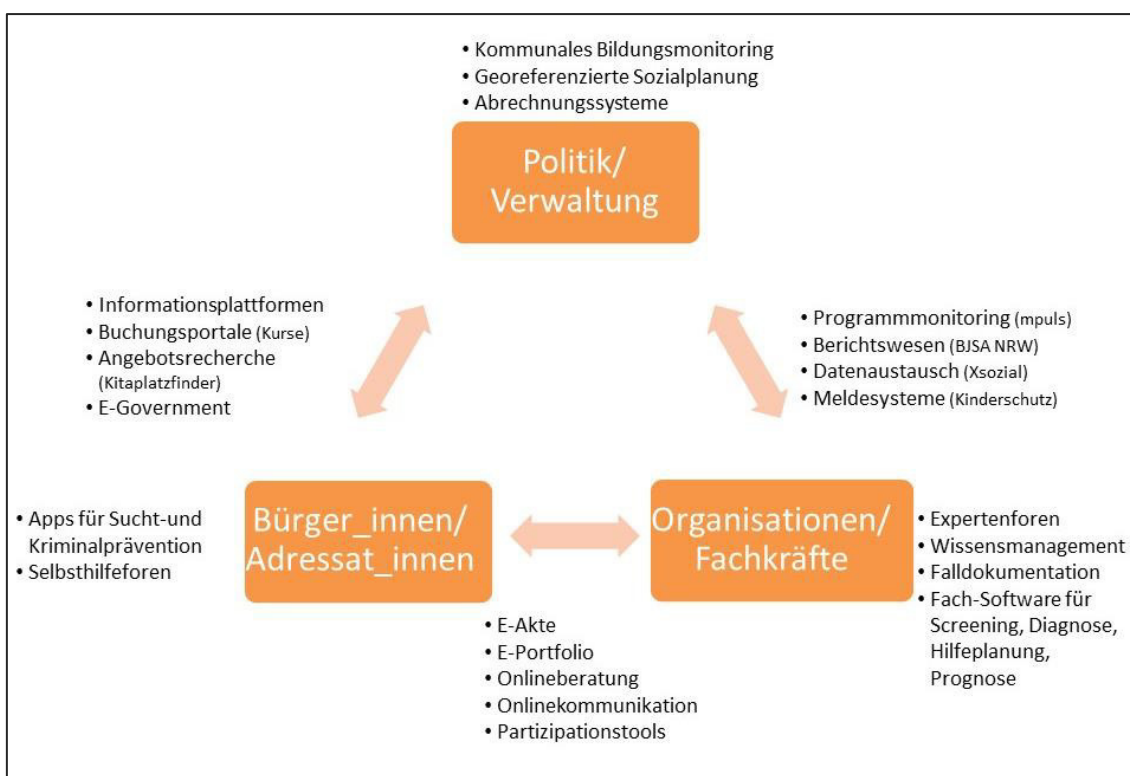 • Kommunales Bildungsmonitoring
• Georeferenzierte Sozialplanung
• Abrechnungssysteme
Politik/
Verwaltung
• Informationsplattformen
• Buchungsportale (Kurse)
• Angebotsrecherche
(Kitaplatzfinder)
• E-Government
• Programmmonitoring (mpuls)
• Berichtswesen (BJSA NRW)
• Datenaustausch (Xsozial)
• Meldesysteme (Kinderschutz)
• Apps für Sucht-und
Kriminalprävention
• Selbsthilfeforen
Bürger_innen/
Adressat_innen
Organisationen/
Fachkräfte
• Expertenforen
• Wissensmanagement
• Falldokumentation
• Fach-Software für
Screening, Diagnose,
Hilfeplanung,
Prognose
• E-Akte
• E-Portfolio
• Onlineberatung
• Onlinekommunikation
• Partizipationstools